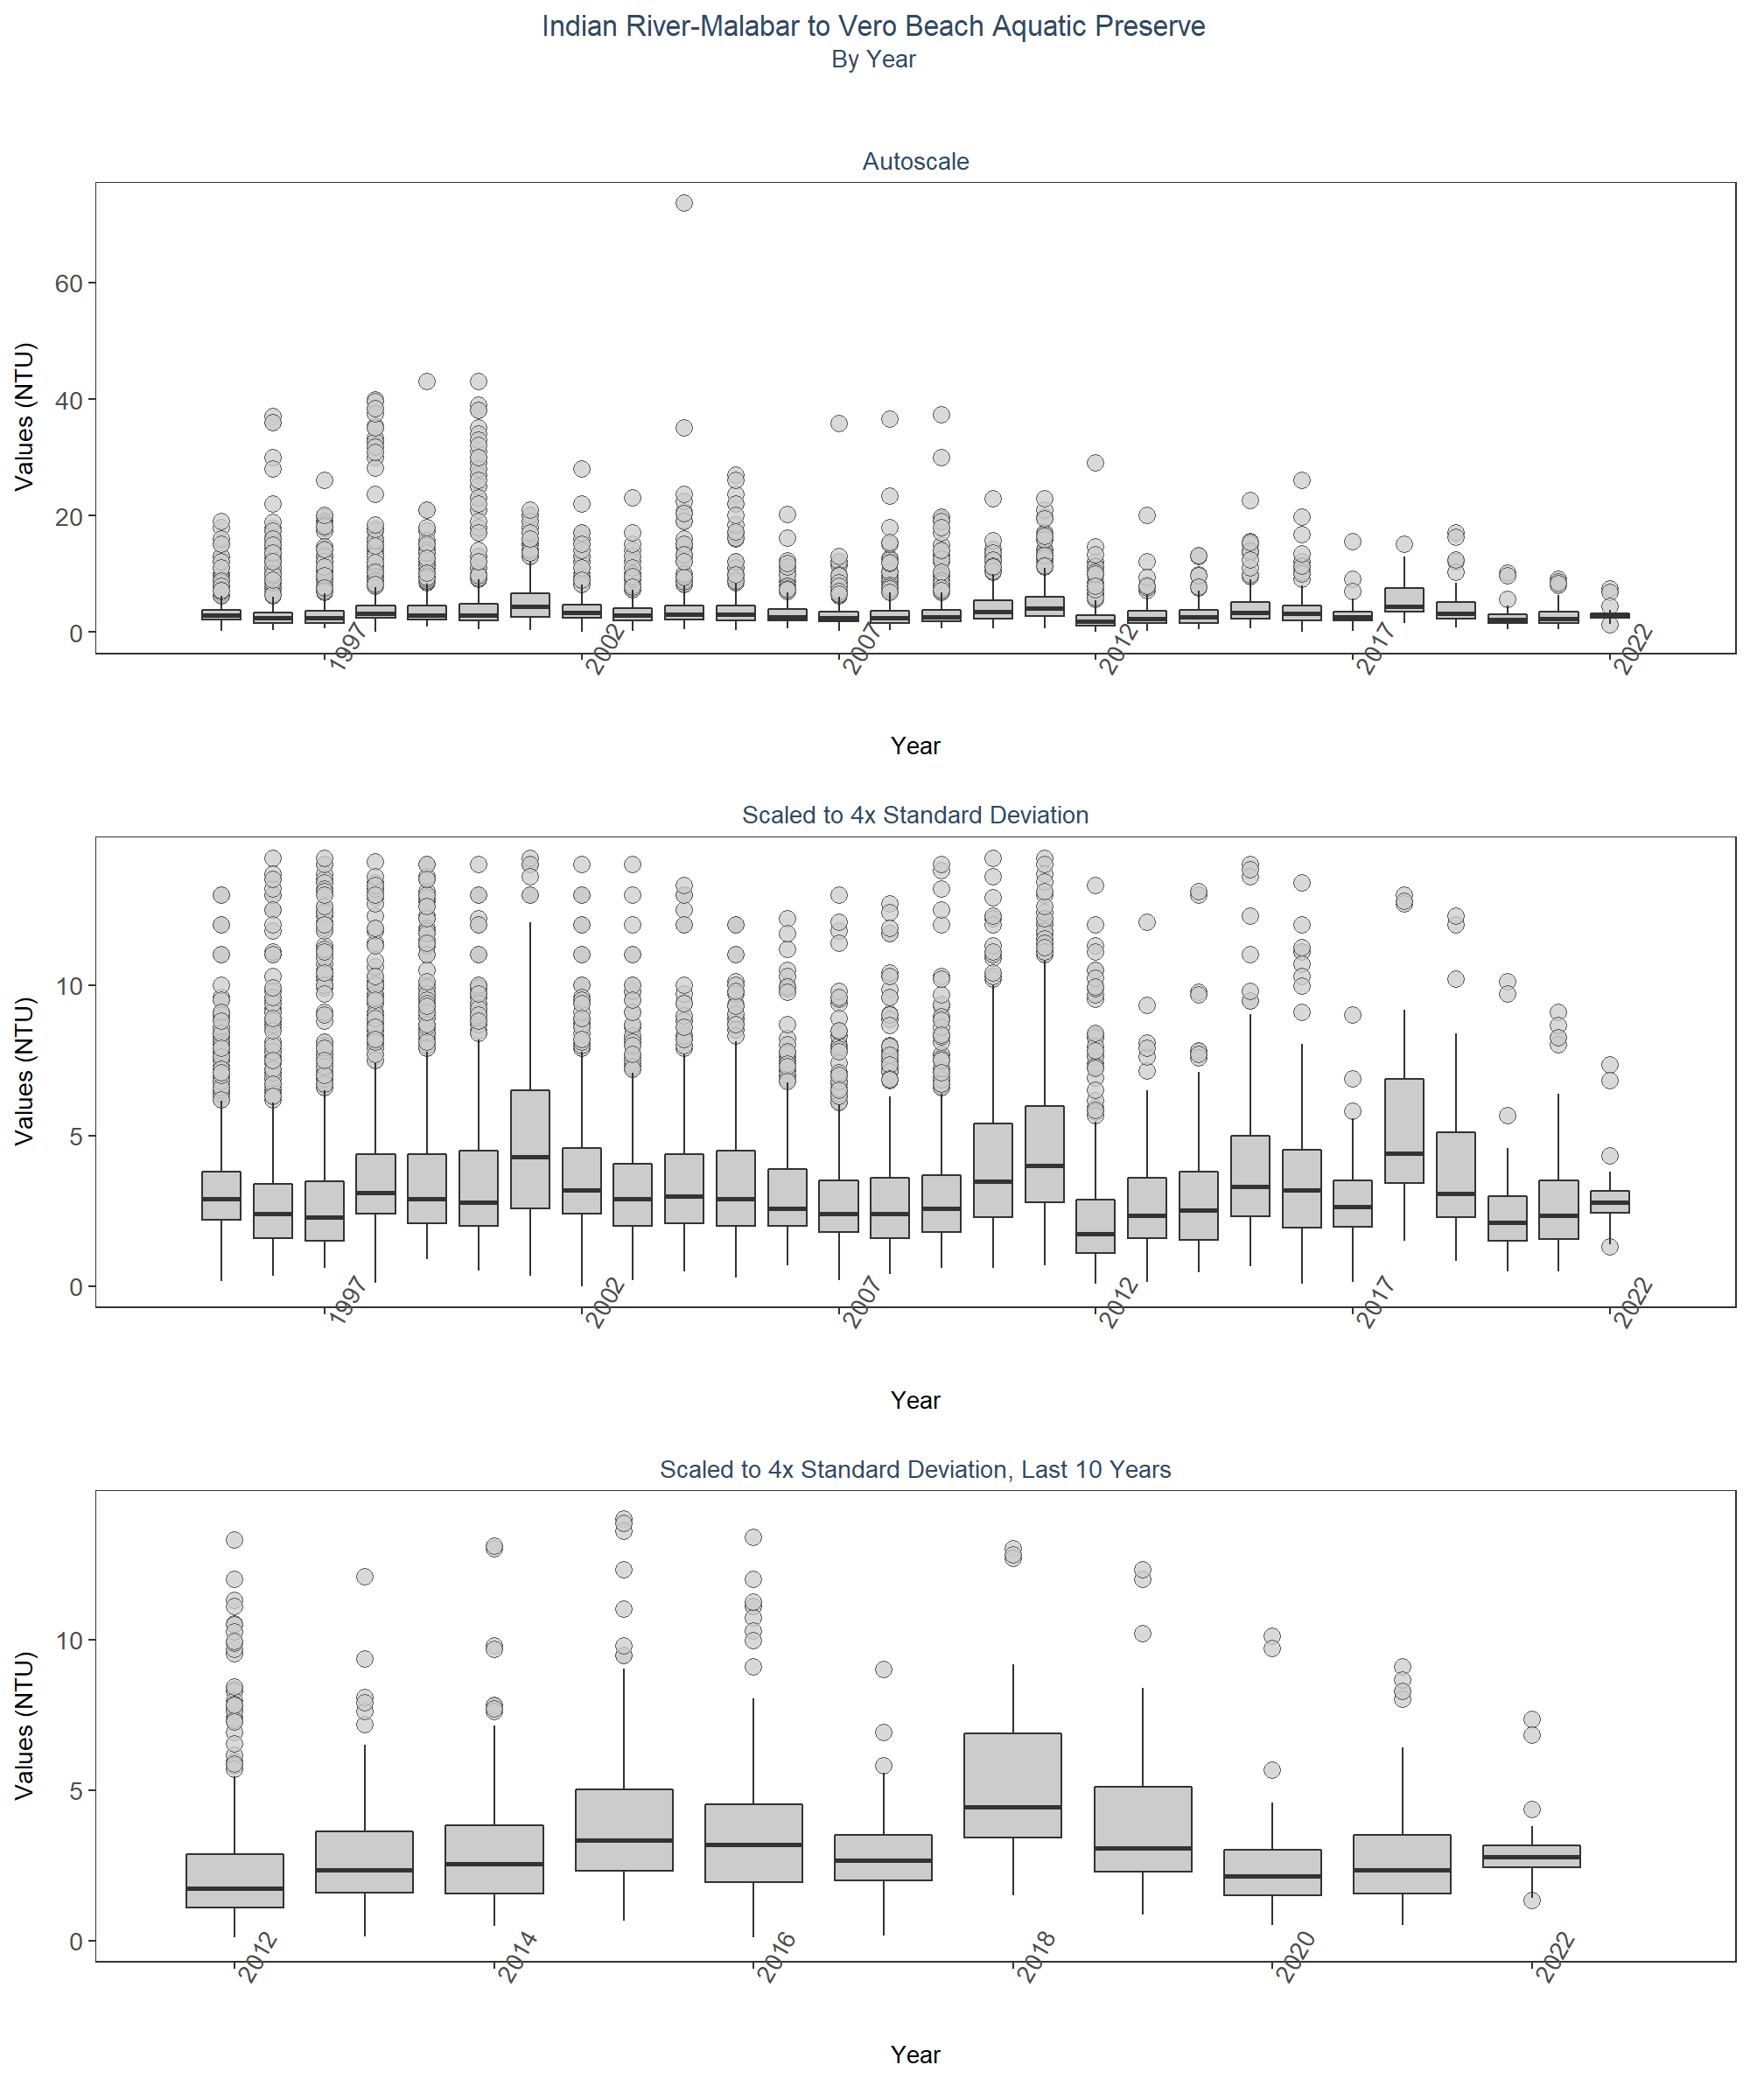 Indian River-Malabar to Vero Beach Aquatic Preserve
By Year
Autoscale
Values (NTU)
60
40
20
0
1997
2002
2007
2012
2017
2022
Year
Scaled to 4x Standard Deviation
Values (NTU)
10
5
0
1997
2002
2007
2012
2017
2022
Year
Scaled to 4x Standard Deviation, Last 10 Years
Values (NTU)
10
5
0
2012
2014
2016
2018
2020
2022
Year